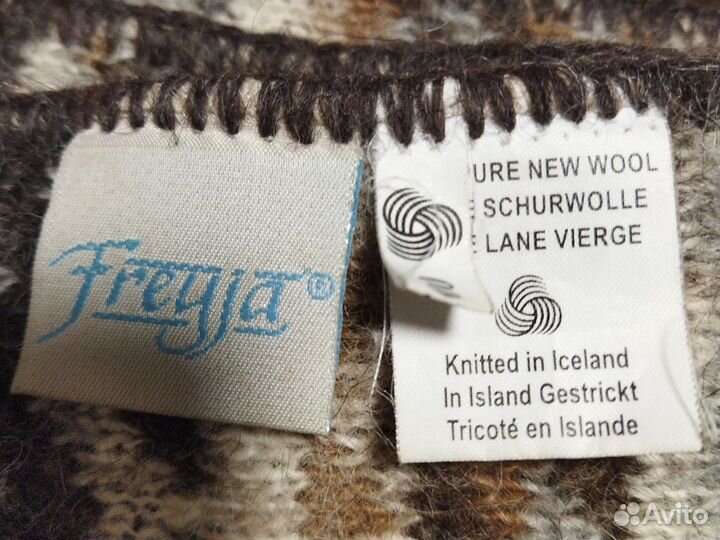 Freyja®
URE NEW WOOL
SCHURWOLLE
LANE VIERGE
Knitted in Iceland
In Island Gestrickt
Tricoté en Islande
Avito